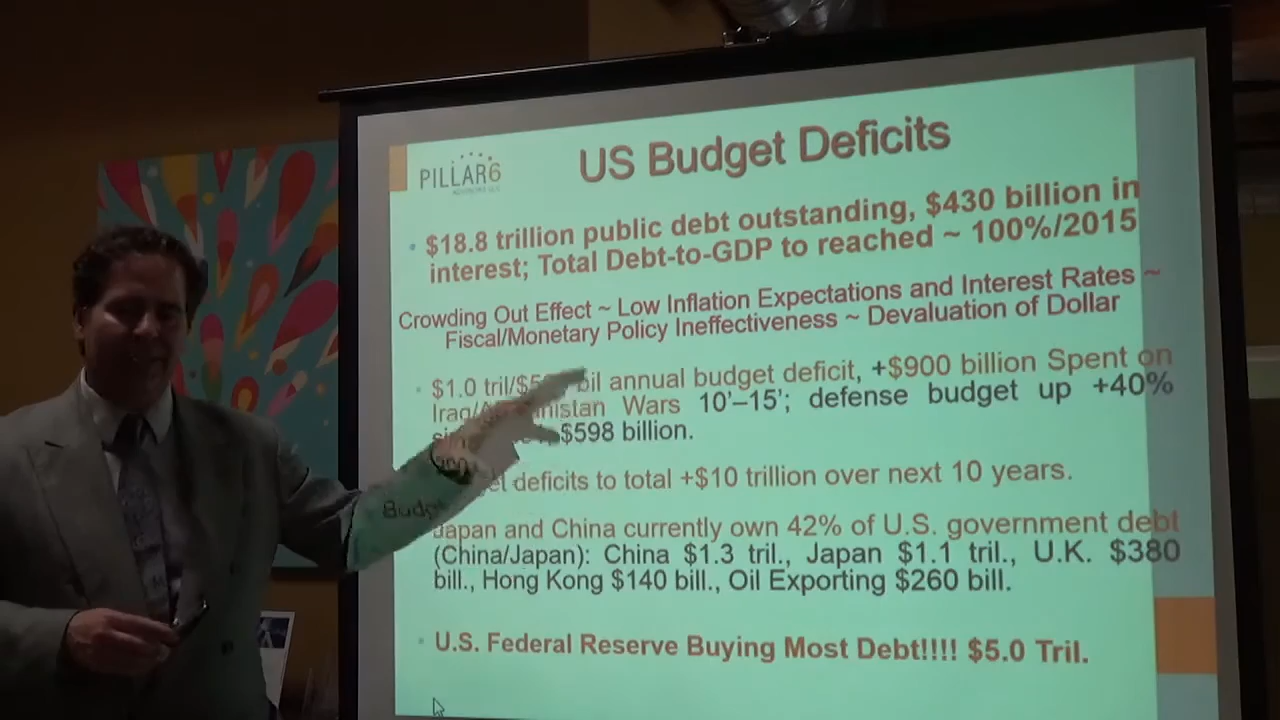 PILLAR6
US Budget Deficits
$18.8 trillion public debt outstanding, $430 billion in
interest; Total Debt-to-GDP to reached ~ 100%/2015
Crowding Out Effect ~ Low Inflation Expectations and Interest Rates ~
Fiscal/Monetary Policy Ineffectiveness ~ Devaluation of Dollar
$1.0 tril/ bil annual budget deficit, +$900 billion Spent on
Wars 10'–15'; defense budget up +40%
$598 billion.
deficits to total +$10 trillion over next 10 years.
Japan and China currently own 42% of U.S. government debt
(China/Japan): China $1.3 tril., Japan $1.1 tril., U.K. $380
bill., Hong Kong $140 bill., Oil Exporting $260 bill.
U.S. Federal Reserve Buying Most Debt!!!! $5.0 Tril.